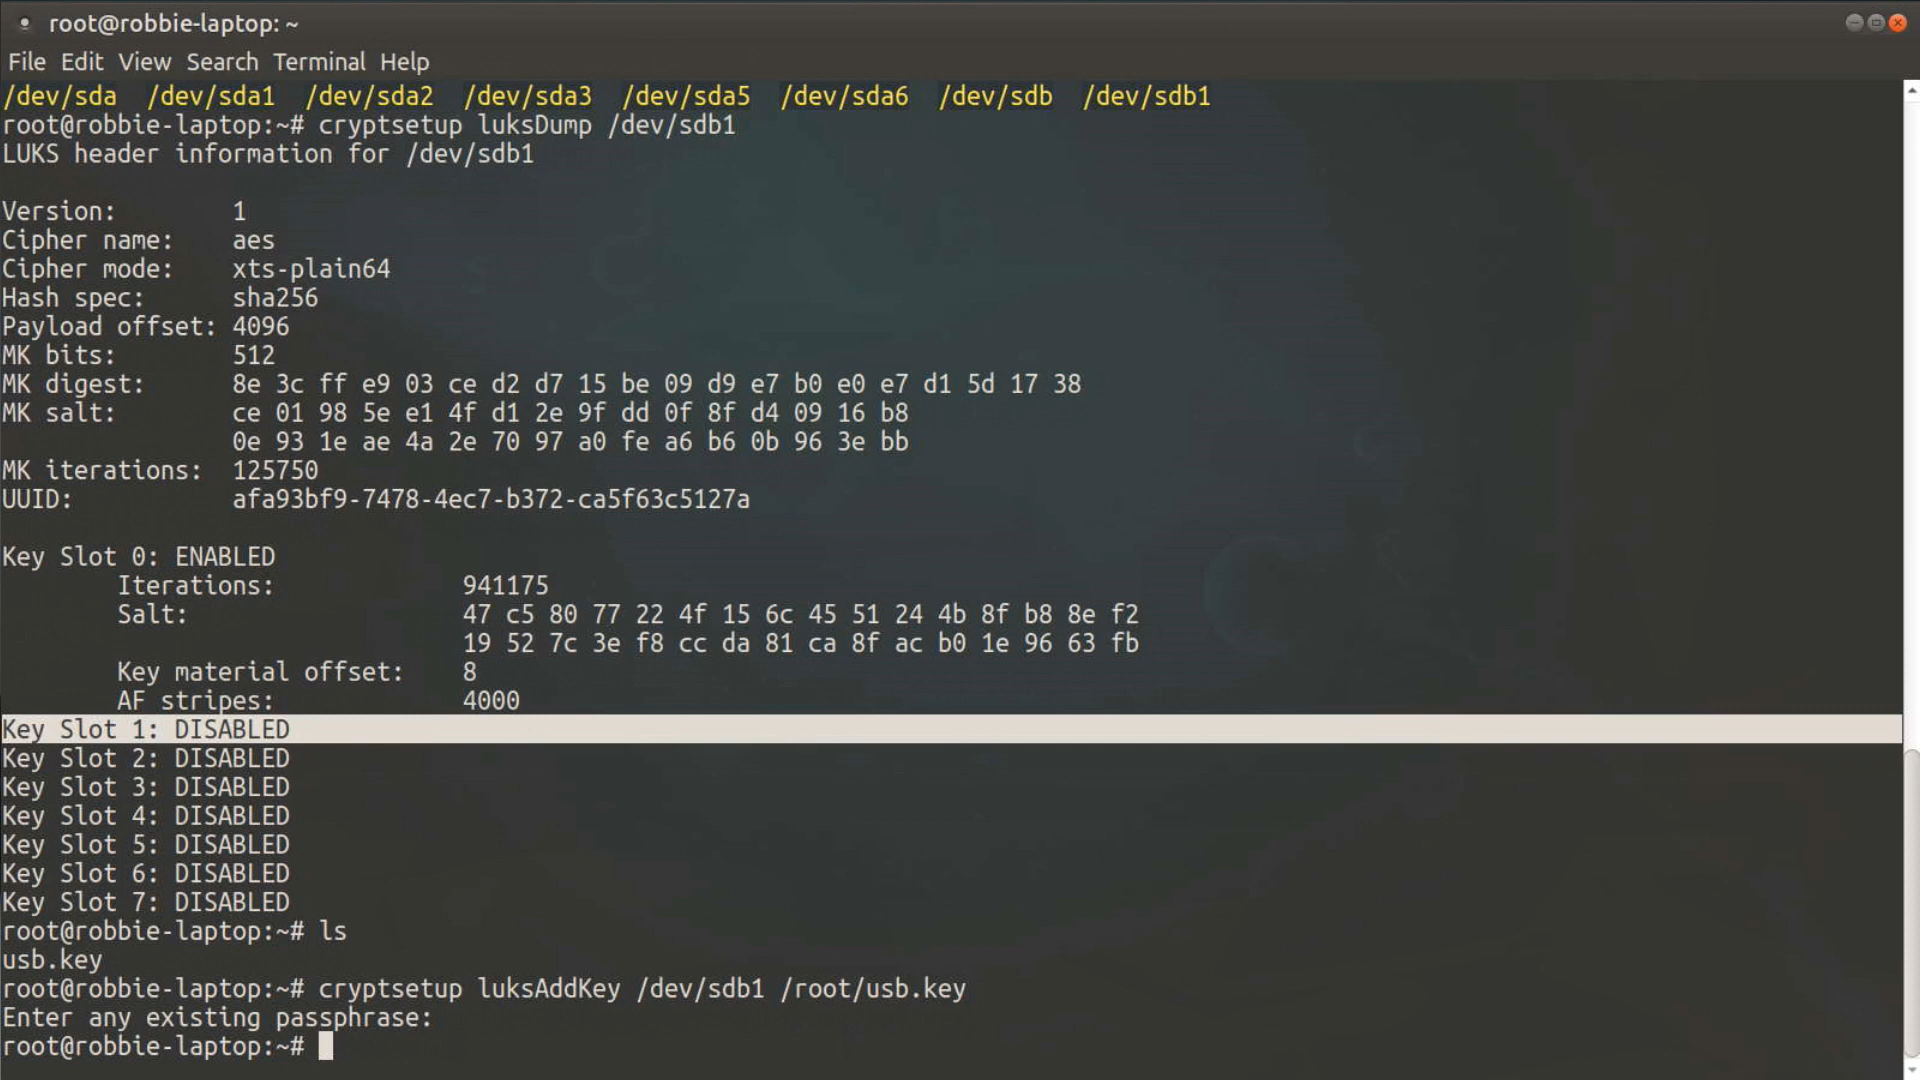 root@robbie-laptop: ~
File Edit View Search Terminal Help
/dev/sda /dev/sda1 /dev/sda2 /dev/sda3 /dev/sda5 /dev/sda6 /dev/sdb /dev/sdb1
root@robbie-laptop:~# cryptsetup luksDump /dev/sdb1
LUKS header information for /dev/sdb1
Version: 1
Cipher name: aes
Cipher mode: xts-plain64
Hash spec: sha256
Payload offset: 4096
MK bits: 512
MK digest: 8e 3c ff e9 03 ce d2 d7 15 be 09 d9 e7 b0 e0 e7 d1 5d 17 38
MK salt: ce 01 98 5e e1 4f d1 2e 9f dd 0f 8f d4 09 16 b8
0e 93 1e ae 4a 2e 70 97 a0 fe a6 b6 0b 96 3e bb
MK iterations: 125750
UUID: afa93bf9-7478-4ec7-b372-ca5f63c5127a
Key Slot 0: ENABLED
Iterations: 941175
Salt: 47 c5 80 77 22 4f 15 6c 45 51 24 4b 8f b8 8e f2
19 52 7c 3e f8 cc da 81 ca 8f ac b0 1e 96 63 fb
Key material offset: 8
AF stripes: 4000
Key Slot 1: DISABLED
Key Slot 2: DISABLED
Key Slot 3: DISABLED
Key Slot 4: DISABLED
Key Slot 5: DISABLED
Key Slot 6: DISABLED
Key Slot 7: DISABLED
root@robbie-laptop:~# ls
usb.key
root@robbie-laptop:~# cryptsetup luksAddKey /dev/sdb1 /root/usb.key
Enter any existing passphrase:
root@robbie-laptop:~#